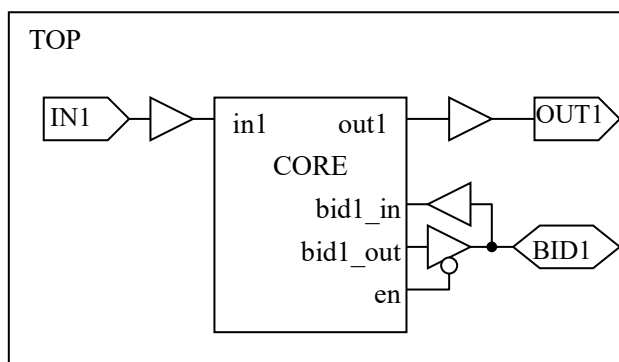 TOP
IN1
in1
out1
OUT1
CORE
bid1_in
bid1_out
BID1
en